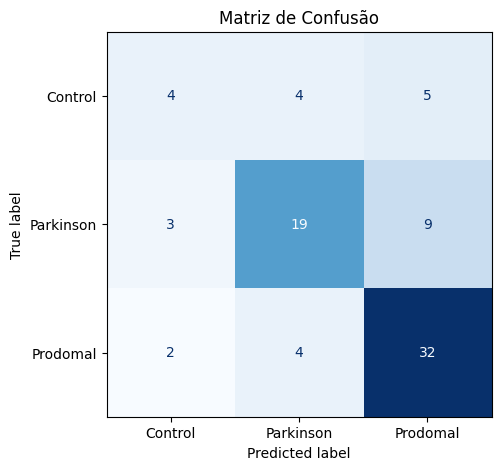 Matriz de Confusão
True label
Control 4 4 5
Parkinson 3 19 9
Prodomal 2 4 32
Control Parkinson Prodomal
Predicted label